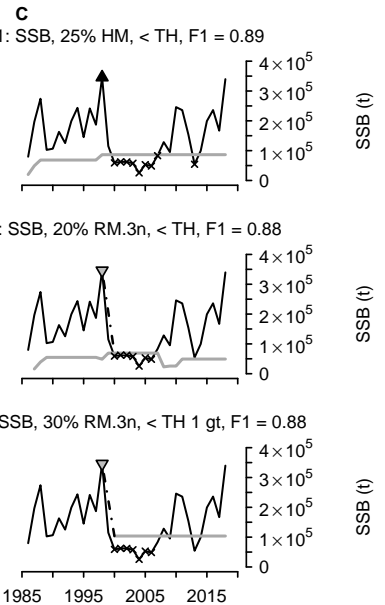 C
1: SSB, 25% HM, < TH, F1 = 0.89
4 × 10⁵
3 × 10⁵
2 × 10⁵
1 × 10⁵
0
SSB (t)
: SSB, 20% RM.3n, < TH, F1 = 0.88
4 × 10⁵
3 × 10⁵
2 × 10⁵
1 × 10⁵
0
SSB (t)
SSB, 30% RM.3n, < TH 1 gt, F1 = 0.88
4 × 10⁵
3 × 10⁵
2 × 10⁵
1 × 10⁵
0
SSB (t)
1985 1995 2005 2015